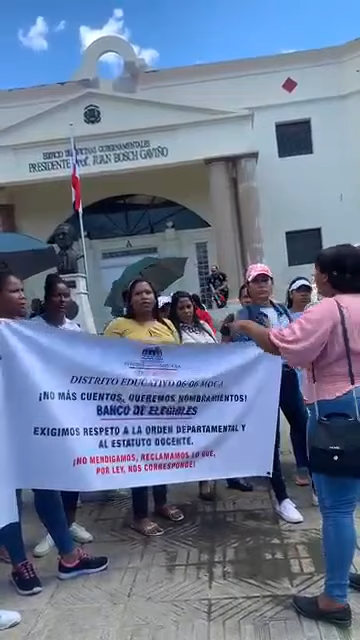 EDIFICIO DE OFICINAS GUBERNAMENTALES
PRESIDENTE Prof. JUAN BOSCH GAVIÑO
DISTRITO EDUCATIVO 06-06 MOCA
¡NO MÁS CUENTOS, QUEREMOS NOMBRAMIENTOS!
BANCO DE ELEGIBLES
EXIGIMOS RESPETO A LA ORDEN DEPARTAMENTAL Y
AL ESTATUTO DOCENTE.
¡NO MENDIGAMOS, RECLAMAMOS LO QUE,
POR LEY, NOS CORRESPONDE!